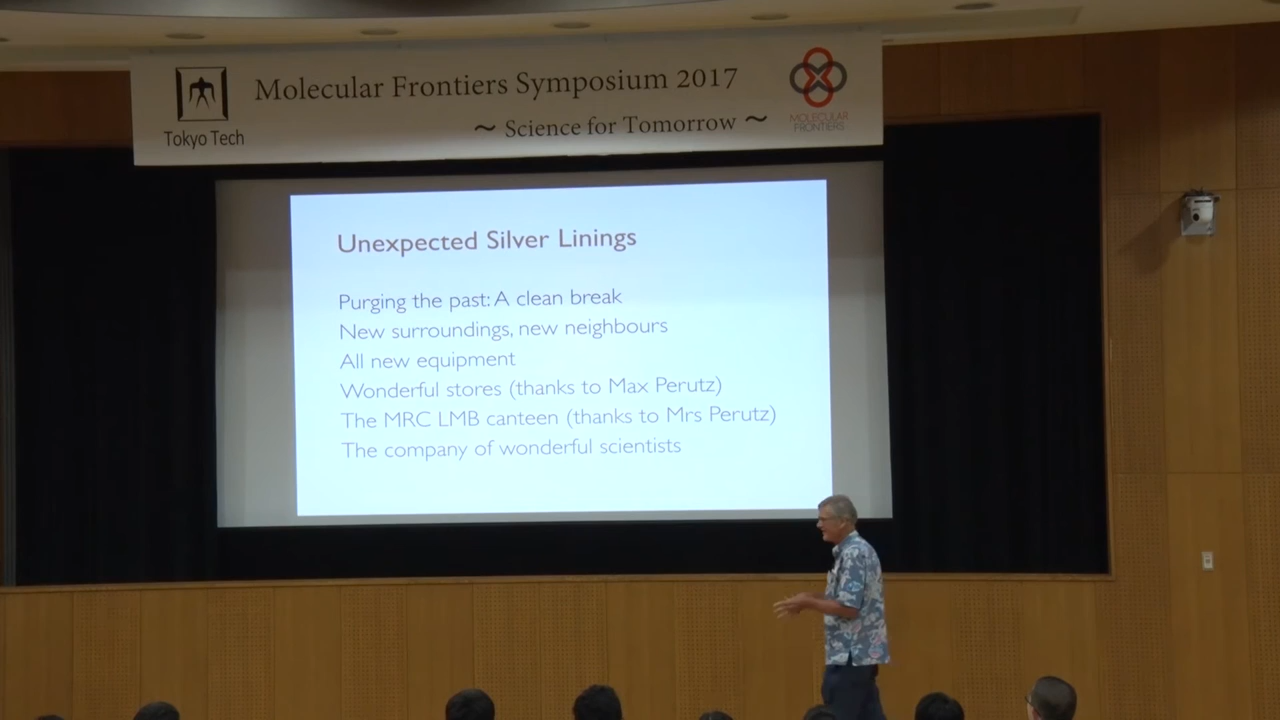 Molecular Frontiers Symposium 2017
~ Science for Tomorrow ~
Tokyo Tech
MOLECULAR
FRONTIERS
Unexpected Silver Linings
Purging the past: A clean break
New surroundings, new neighbours
All new equipment
Wonderful stores (thanks to Max Perutz)
The MRC LMB canteen (thanks to Mrs Perutz)
The company of wonderful scientists